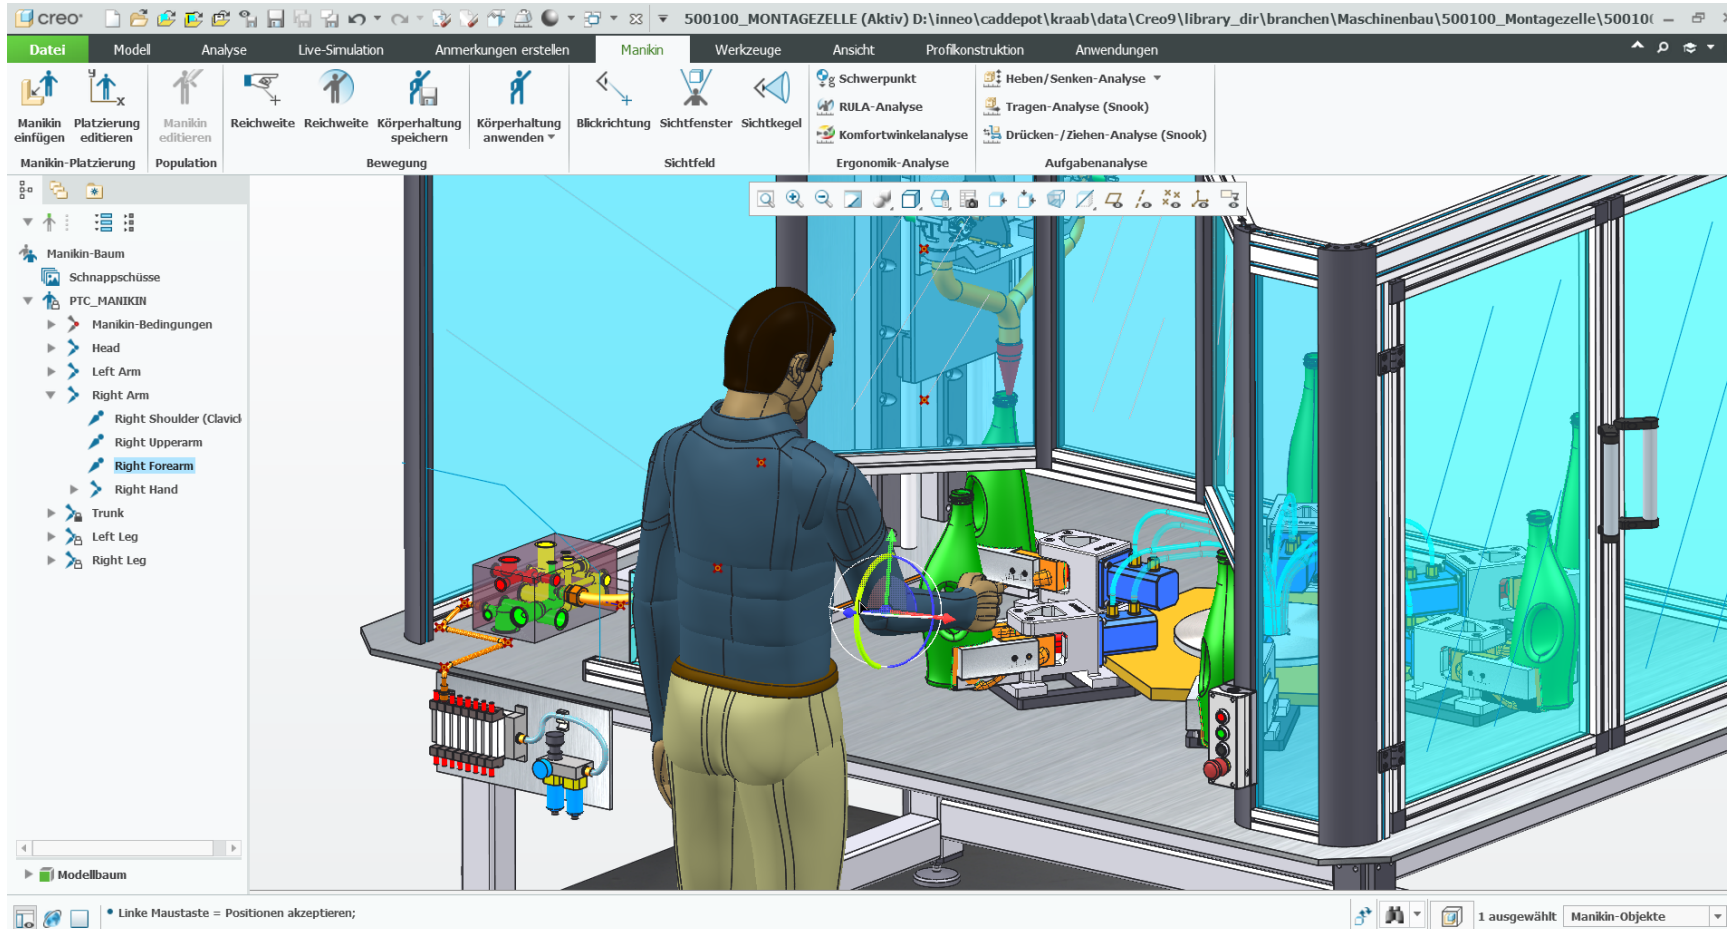 creo
500100_MONTAGEZELLE (Aktiv) D:\inneo\caddepot\kraab\data\Creo9\library_dir\branchen\Maschinenbau\500100_Montagezelle\50010
Datei Modell Analyse Live-Simulation Anmerkungen erstellen Manikin Werkzeuge Ansicht Profilkonstruktion Anwendungen
Manikin einfügen
Platzierung editieren
Manikin editieren
Reichweite
Reichweite
Körperhaltung speichern
Körperhaltung anwenden
Blickrichtung
Sichtfenster
Sichtkegel
Schwerpunkt
RULA-Analyse
Komfortwinkelanalyse
Heben/Senken-Analyse
Tragen-Analyse (Snook)
Drücken-/Ziehen-Analyse (Snook)
Manikin-Platzierung
Population
Bewegung
Sichtfeld
Ergonomik-Analyse
Aufgabenanalyse
Manikin-Baum
Schnappschüsse
PTC_MANIKIN
Manikin-Bedingungen
Head
Left Arm
Right Arm
Right Shoulder (Clavicl
Right Upperarm
Right Forearm
Right Hand
Trunk
Left Leg
Right Leg
Modellbaum
• Linke Maustaste = Positionen akzeptieren;
1 ausgewählt
Manikin-Objekte